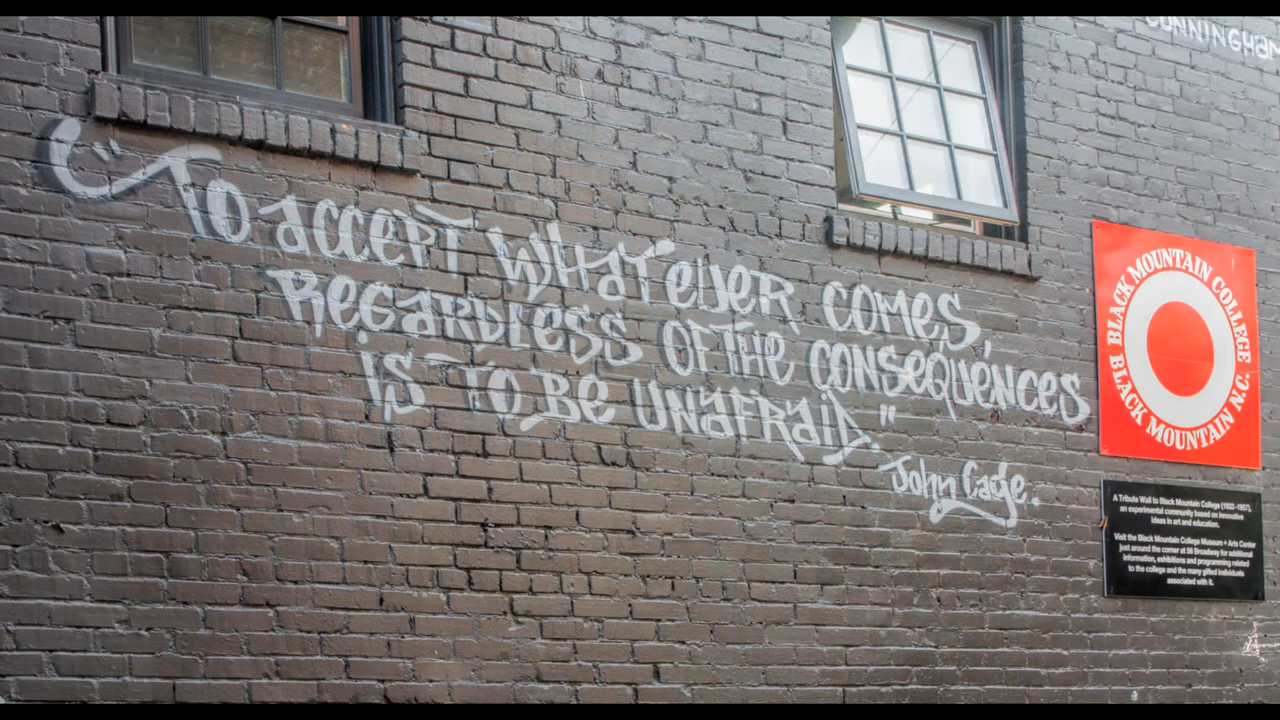 CUNNINGHAM
"TO ACCEPT WHATEVER COMES,
REGARDLESS OF THE CONSEQUENCES
IS TO BE UNAFRAID."
John Cage.
BLACK MOUNTAIN COLLEGE
BLACK MOUNTAIN N.C.
A Tribute Wall to Black Mountain College (1933-1957),
an experimental community based on innovative
ideas in art and education.
Visit the Black Mountain College Museum + Arts Center
just around the corner at 56 Broadway for additional
information, exhibitions and programming related
to the college and the many gifted individuals
associated with it.